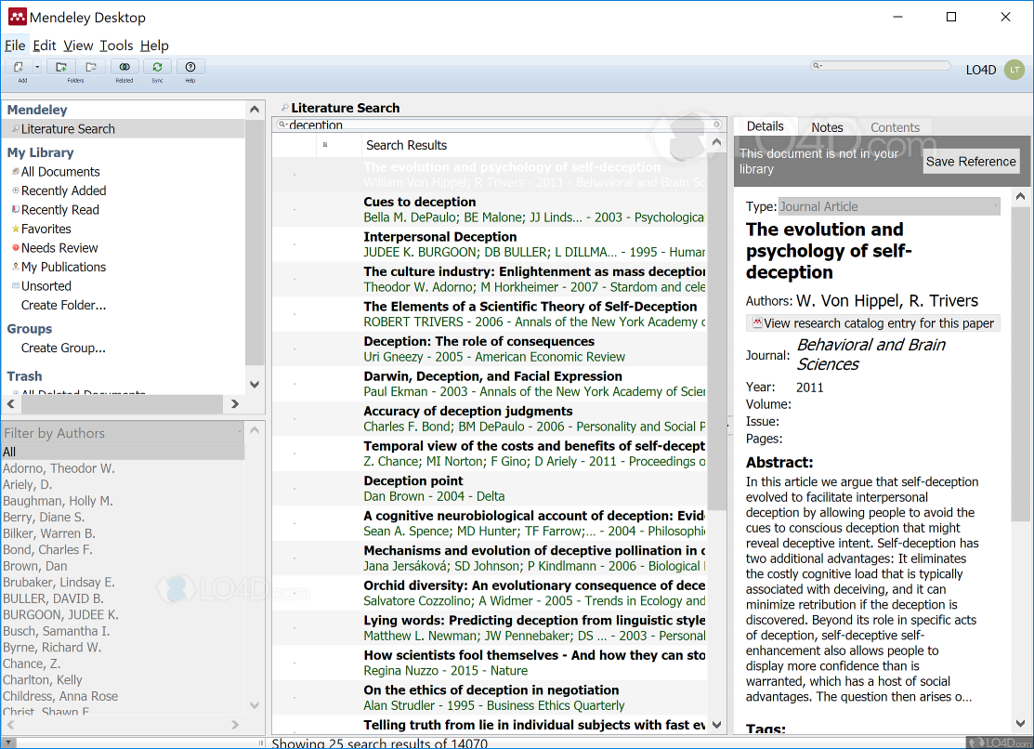 Mendeley Desktop
File Edit View Tools Help
Add Folders Related Sync Help
LO4D LT
Mendeley
Literature Search
My Library
All Documents
Recently Added
Recently Read
Favorites
Needs Review
My Publications
Unsorted
Create Folder...
Groups
Create Group...
Trash
All Deleted Documents
Filter by Authors
All
Adorno, Theodor W.
Ariely, D.
Baughman, Holly M.
Berry, Diane S.
Bilker, Warren B.
Bond, Charles F.
Brown, Dan
Brubaker, Lindsay E.
BULLER, DAVID B.
BURGOON, JUDEE K.
Busch, Samantha I.
Byrne, Richard W.
Chance, Z.
Charlton, Kelly
Childress, Anna Rose
Christ, Shawn E.
Literature Search
deception
Search Results
The evolution and psychology of self-deception
William Von Hippel; R Trivers - 2011 - Behavioral and Brain Sc
Cues to deception
Bella M. DePaulo; BE Malone; JJ Linds... - 2003 - Psychologica
Interpersonal Deception
JUDEE K. BURGOON; DB BULLER; L DILLMA... - 1995 - Human
The culture industry: Enlightenment as mass deception
Theodor W. Adorno; M Horkheimer - 2007 - Stardom and cele
The Elements of a Scientific Theory of Self-Deception
ROBERT TRIVERS - 2006 - Annals of the New York Academy o
Deception: The role of consequences
Uri Gneezy - 2005 - American Economic Review
Darwin, Deception, and Facial Expression
Paul Ekman - 2003 - Annals of the New York Academy of Scien
Accuracy of deception judgments
Charles F. Bond; BM DePaulo - 2006 - Personality and Social P
Temporal view of the costs and benefits of self-decept
Z. Chance; MI Norton; F Gino; D Ariely - 2011 - Proceedings o
Deception point
Dan Brown - 2004 - Delta
A cognitive neurobiological account of deception: Evid
Sean A. Spence; MD Hunter; TF Farrow;... - 2004 - Philosophic
Mechanisms and evolution of deceptive pollination in o
Jana Jersáková; SD Johnson; P Kindlmann - 2006 - Biological
Orchid diversity: An evolutionary consequence of dece
Salvatore Cozzolino; A Widmer - 2005 - Trends in Ecology and
Lying words: Predicting deception from linguistic style
Matthew L. Newman; JW Pennebaker; DS ... - 2003 - Personal
How scientists fool themselves - And how they can sto
Regina Nuzzo - 2015 - Nature
On the ethics of deception in negotiation
Alan Strudler - 1995 - Business Ethics Quarterly
Telling truth from lie in individual subjects with fast ev
Showing 25 search results of 14070
Details Notes Contents
This document is not in your
library
Save Reference
Type: Journal Article
The evolution and
psychology of self-
deception
Authors: W. Von Hippel, R. Trivers
View research catalog entry for this paper
Journal: Behavioral and Brain
Sciences
Year: 2011
Volume:
Issue:
Pages:
Abstract:
In this article we argue that self-deception
evolved to facilitate interpersonal
deception by allowing people to avoid the
cues to conscious deception that might
reveal deceptive intent. Self-deception has
two additional advantages: It eliminates
the costly cognitive load that is typically
associated with deceiving, and it can
minimize retribution if the deception is
discovered. Beyond its role in specific acts
of deception, self-deceptive self-
enhancement also allows people to
display more confidence than is
warranted, which has a host of social
advantages. The question then arises o...
Tags:
LO4D.com
LO4D.com
LO4D.com